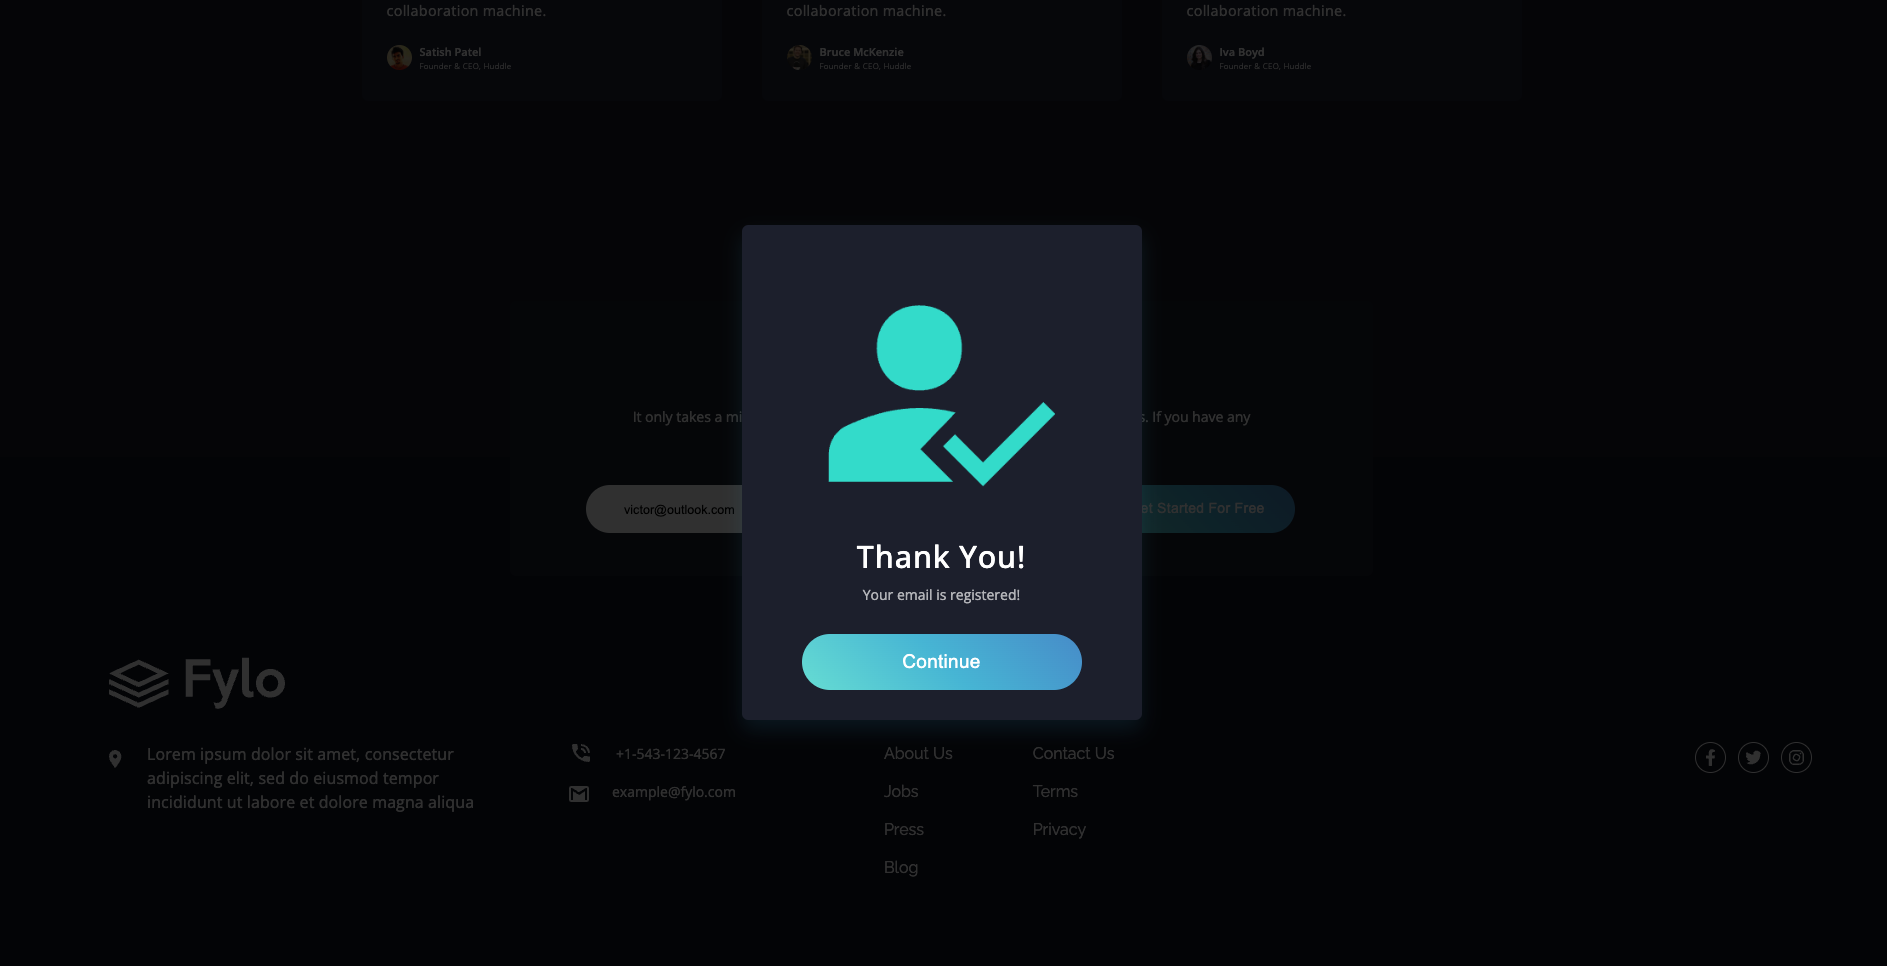 collaboration machine.
collaboration machine.
collaboration machine.
Satish Patel
Founder & CEO, Huddle
Bruce McKenzie
Founder & CEO, Huddle
Iva Boyd
Founder & CEO, Huddle
It only takes a mi
s. If you have any
victor@outlook.com
et Started For Free
Thank You!
Your email is registered!
Continue
Fylo
Lorem ipsum dolor sit amet, consectetur
adipiscing elit, sed do eiusmod tempor
incididunt ut labore et dolore magna aliqua
+1-543-123-4567
example@fylo.com
About Us
Jobs
Press
Blog
Contact Us
Terms
Privacy